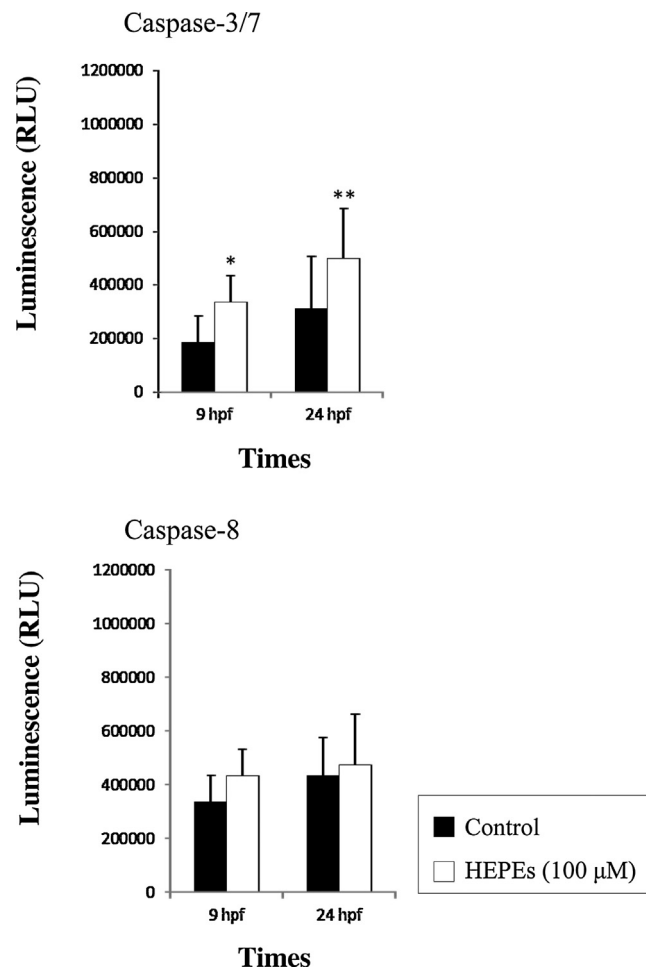 Caspase-3/7
Luminescence (RLU)
1200000
1000000
800000
600000
400000
200000
0
*
**
9 hpf 24 hpf
Times
Caspase-8
Luminescence (RLU)
1200000
1000000
800000
600000
400000
200000
0
9 hpf 24 hpf
Times
Control
HEPEs (100 μM)